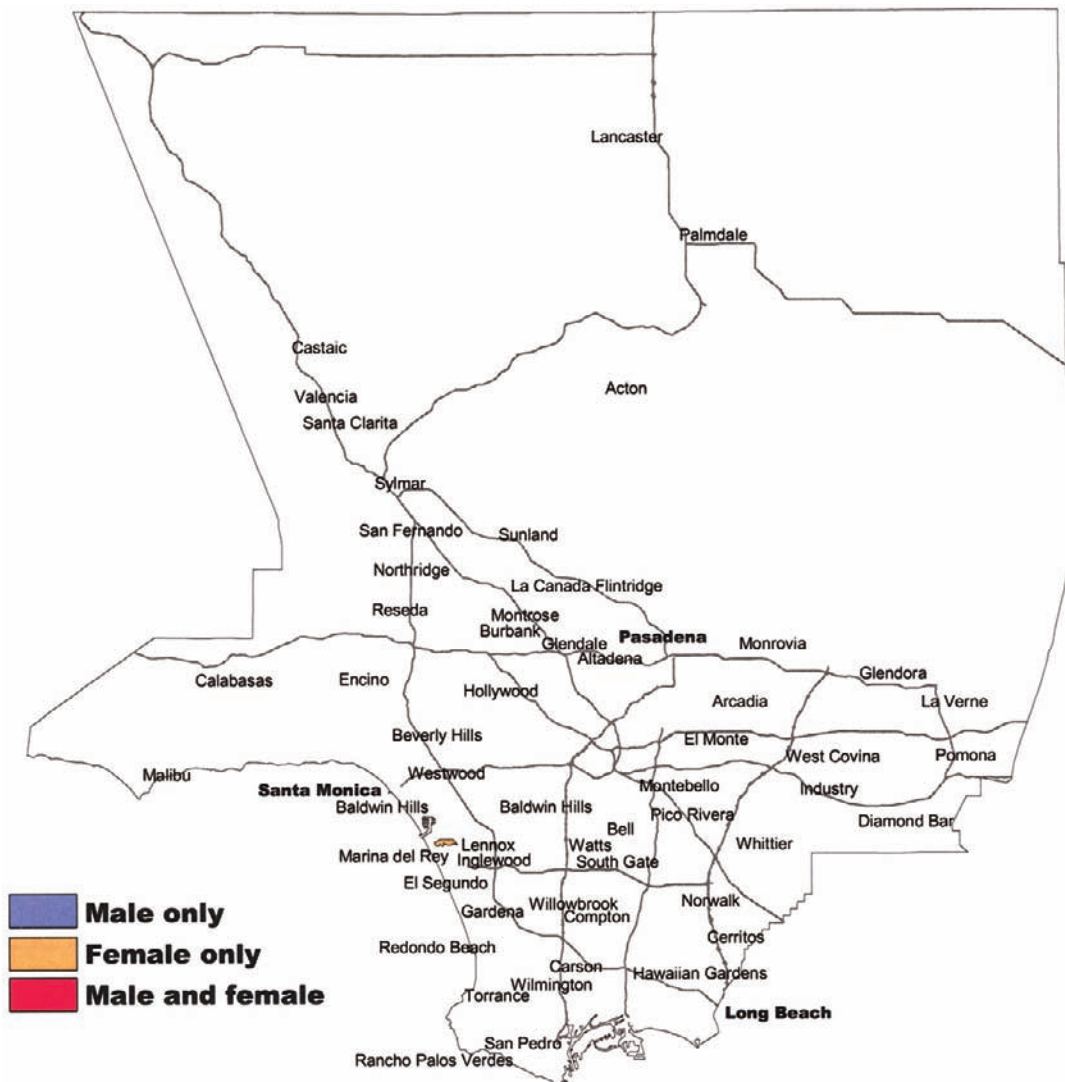 Lancaster
Palmdale
Castaic
Acton
Valencia
Santa Clarita
Sylmar
San Fernando
Sunland
Northridge
La Canada Flintridge
Reseda
Montrose
Burbank
Glendale
Pasadena
Monrovia
Altadena
Calabasas
Encino
Hollywood
Glendora
Arcadia
La Verne
Beverly Hills
El Monte
West Covina
Pomona
Malibu
Westwood
Santa Monica
Montebello
Industry
Baldwin Hills
Baldwin Hills
Pico Rivera
Diamond Bar
Bell
Marina del Rey
Lennox
Inglewood
Watts
South Gate
Whittier
El Segundo
Gardena
Willowbrook
Compton
Norwalk
Redondo Beach
Cerritos
Carson
Hawaiian Gardens
Wilmington
Torrance
Long Beach
San Pedro
Rancho Palos Verdes
Male only
Female only
Male and female